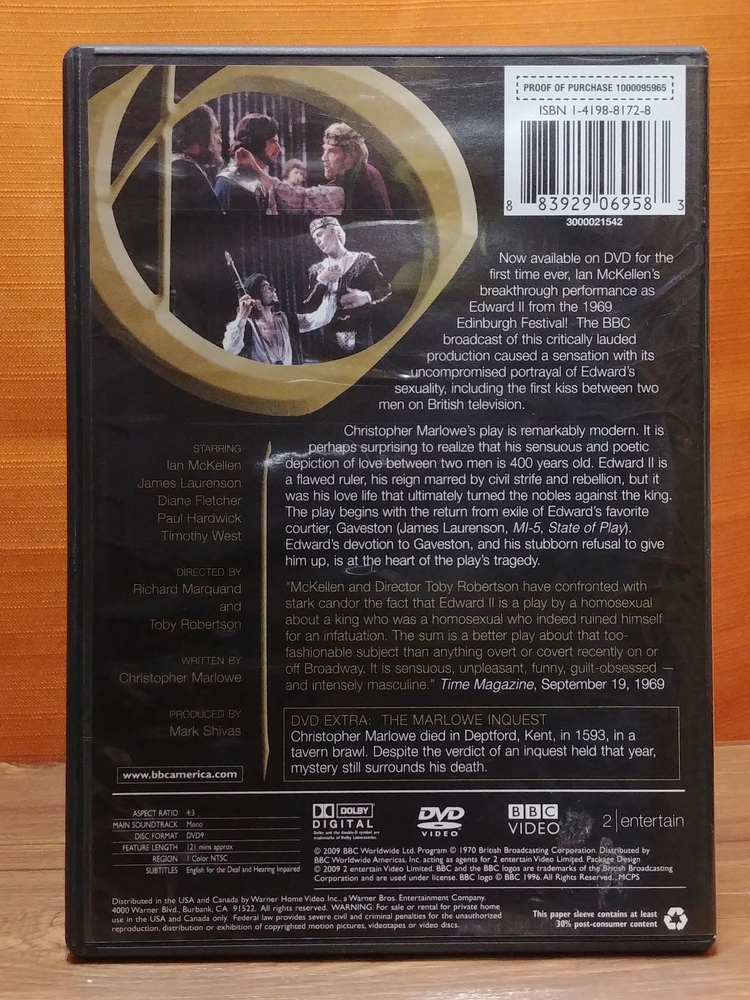 PROOF OF PURCHASE 1000095965
ISBN 1-4198-8172-8
8 83929 06958 3
3000021542
Now available on DVD for the
first time ever, Ian McKellen's
breakthrough performance as
Edward II from the 1969
Edinburgh Festival! The BBC
broadcast of this critically lauded
production caused a sensation with its
uncompromised portrayal of Edward's
sexuality, including the first kiss between two
men on British television.
Christopher Marlowe's play is remarkably modern. It is
perhaps surprising to realize that his sensuous and poetic
depiction of love between two men is 400 years old. Edward II is
a flawed ruler, his reign marred by civil strife and rebellion, but it
was his love life that ultimately turned the nobles against the king.
The play begins with the return from exile of Edward's favorite
courtier, Gaveston (James Laurenson, MI-5, State of Play).
Edward's devotion to Gaveston, and his stubborn refusal to give
him up, is at the heart of the play's tragedy.
"McKellen and Director Toby Robertson have confronted with
stark candor the fact that Edward II is a play by a homosexual
about a king who was a homosexual who indeed ruined himself
for an infatuation. The sum is a better play about that too-
fashionable subject than anything overt or covert recently on or
off Broadway. It is sensuous, unpleasant, funny, guilt-obsessed —
and intensely masculine." Time Magazine, September 19, 1969
STARRING
Ian McKellen
James Laurenson
Diane Fletcher
Paul Hardwick
Timothy West
DIRECTED BY
Richard Marquand
and
Toby Robertson
WRITTEN BY
Christopher Marlowe
PRODUCED BY
Mark Shivas
www.bbcamerica.com
DVD EXTRA: THE MARLOWE INQUEST
Christopher Marlowe died in Deptford, Kent, in 1593, in a
tavern brawl. Despite the verdict of an inquest held that year,
mystery still surrounds his death.
ASPECT RATIO 4:3
MAIN SOUNDTRACK Mono
DISC FORMAT DVD9
FEATURE LENGTH 121 mins approx
REGION 1 Color NTSC
SUBTITLES English for the Deaf and Hearing Impaired
DOLBY
DIGITAL
Dolby and the double-D symbol are
trademarks of Dolby Laboratories.
DVD
VIDEO
BBC
VIDEO
2 entertain
© 2009 BBC Worldwide Ltd. Program © 1970 British Broadcasting Corporation. Distributed by
BBC Worldwide Americas, Inc. acting as agents for 2 entertain Video Limited. Package Design
© 2009 2 entertain Video Limited. BBC and the BBC logos are trademarks of the British Broadcasting
Corporation and are used under license. BBC logo © BBC 1996. All Rights Reserved. MCPS
Distributed in the USA and Canada by Warner Home Video Inc., a Warner Bros. Entertainment Company.
4000 Warner Blvd., Burbank, CA 91522. All rights reserved. WARNING: For sale or rental for private home
use in the USA and Canada only. Federal law provides severe civil and criminal penalties for the unauthorized
reproduction, distribution or exhibition of copyrighted motion pictures, videotapes or video discs.
This paper sleeve contains at least
30% post-consumer content